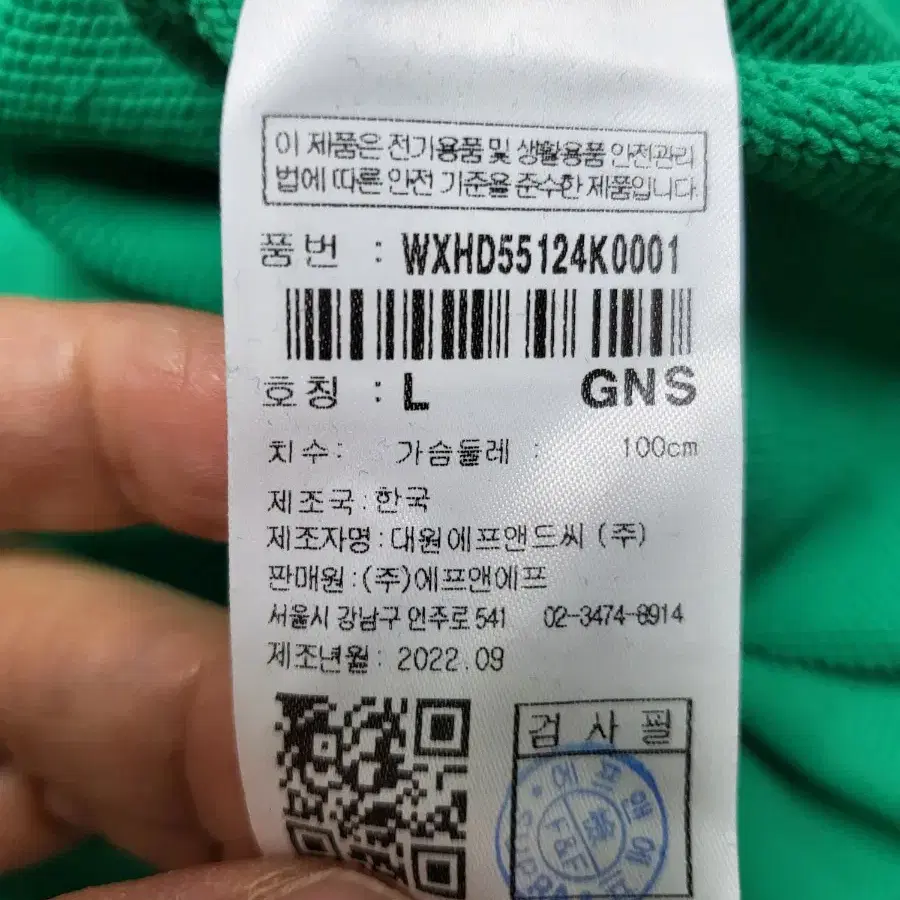 이 제품은 전기용품 및 생활용품 안전관리
법에 따른 안전 기준을 준수한 제품입니다.
품번 : WXHD55124K0001
호칭 : L GNS
치수: 가슴둘레 : 100cm
제조국:한국
제조자명:대원에프앤드씨 (주)
판매원:(주)에프앤에프
서울시 강남구 언주로 541 02-3474-8914
제조년월: 2022.09
검사필
F&F